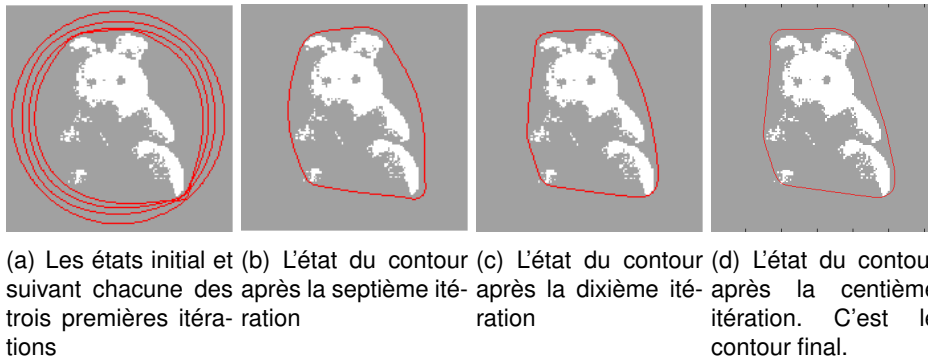 (a) Les états initial et
suivant chacune des
trois premières itéra-
tions
(b) L'état du contour
après la septième ité-
ration
(c) L'état du contour
après la dixième ité-
ration
(d) L'état du contour
après la centième
itération. C'est le
contour final.